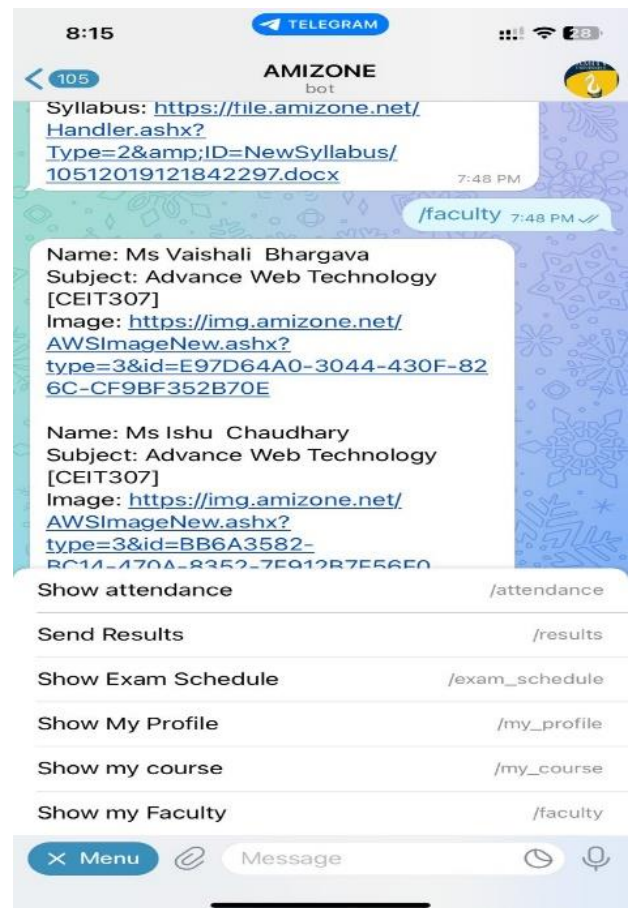 8:15
TELEGRAM
28
105
AMIZONE
bot
Syllabus: https://file.amizone.net/
Handler.ashx?
Type=2&amp;ID=NewSyllabus/
10512019121842297.docx
7:48 PM
/faculty 7:48 PM
Name: Ms Vaishali Bhargava
Subject: Advance Web Technology
[CEIT307]
Image: https://img.amizone.net/
AWSImageNew.ashx?
type=3&id=E97D64A0-3044-430F-82
6C-CF9BF352B70E
Name: Ms Ishu Chaudhary
Subject: Advance Web Technology
[CEIT307]
Image: https://img.amizone.net/
AWSImageNew.ashx?
type=3&id=BB6A3582-
BC14-470A-8352-7F912B7F56F0
Show attendance /attendance
Send Results /results
Show Exam Schedule /exam_schedule
Show My Profile /my_profile
Show my course /my_course
Show my Faculty /faculty
Menu
Message